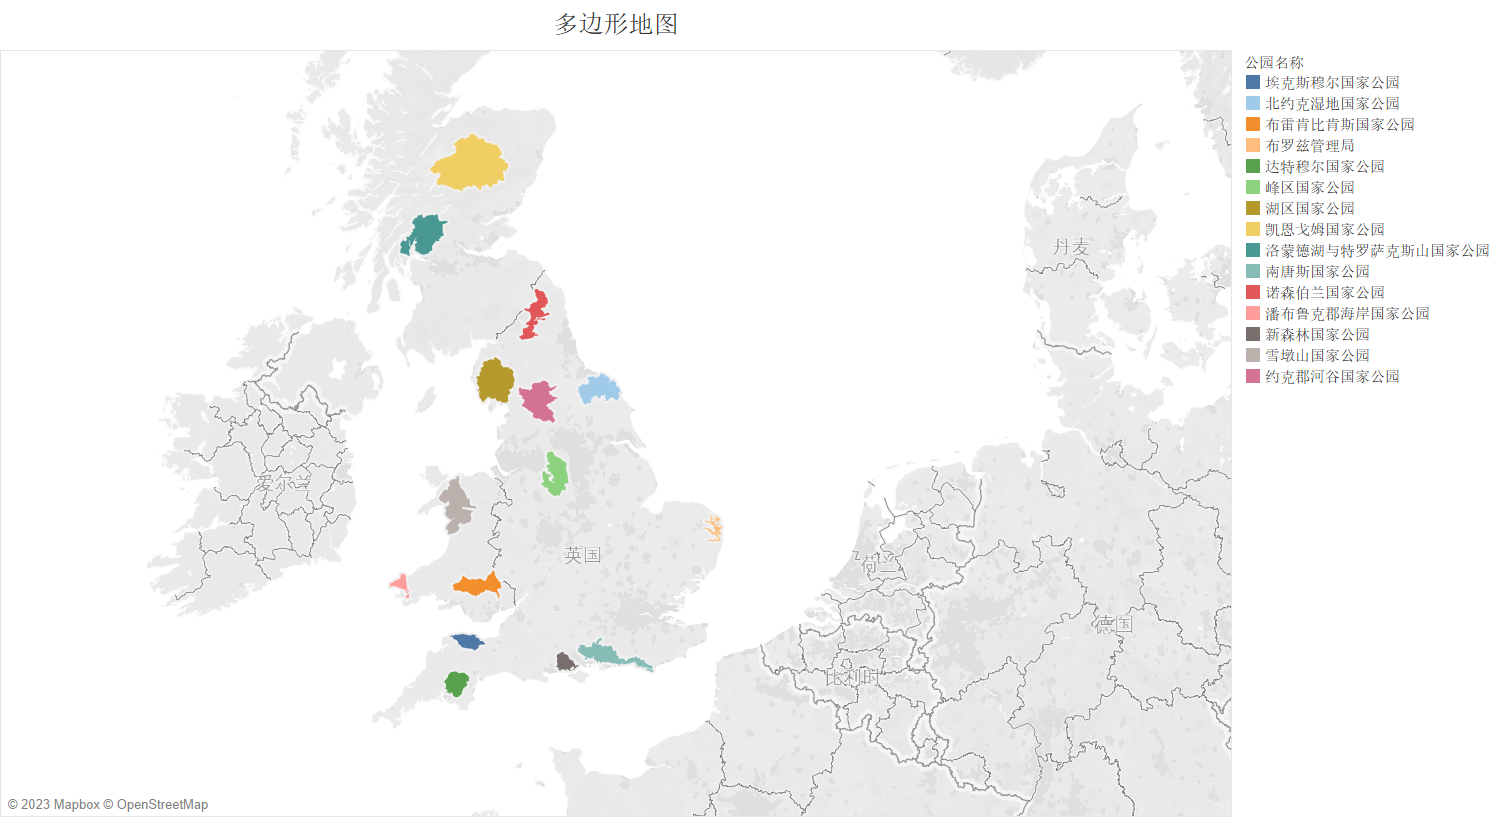 多边形地图
公园名称
埃克斯穆尔国家公园
北约克湿地国家公园
布雷肯比肯斯国家公园
布罗兹管理局
达特穆尔国家公园
峰区国家公园
湖区国家公园
凯恩戈姆国家公园
洛蒙德湖与特罗萨克斯山国家公园
南唐斯国家公园
诺森伯兰国家公园
潘布鲁克郡海岸国家公园
新森林国家公园
雪墩山国家公园
约克郡河谷国家公园
丹麦
爱尔兰
英国
荷兰
德国
比利时
© 2023 Mapbox © OpenStreetMap